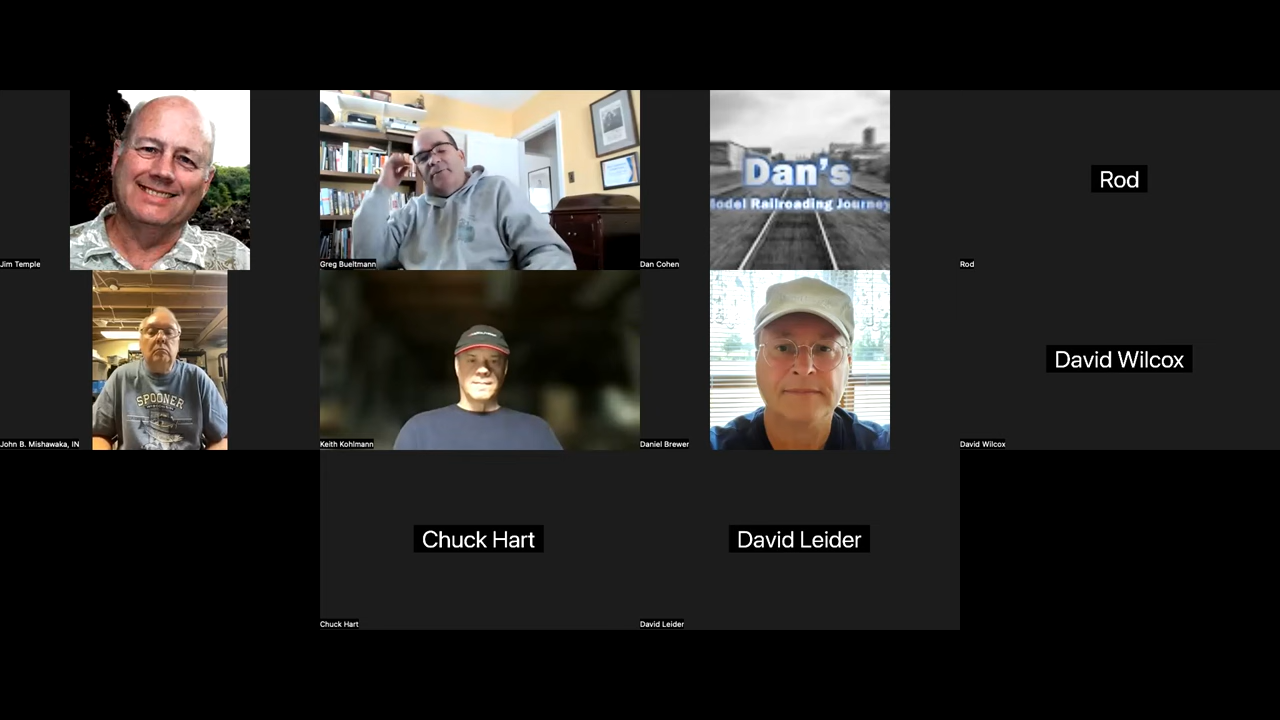 Dan's
Model Railroading Journey
Rod
Jim Temple
Greg Bueltmann
Dan Cohen
Rod
SPOONER
David Wilcox
John B. Mishawaka, IN
Keith Kohlmann
Daniel Brewer
David Wilcox
Chuck Hart
David Leider
Chuck Hart
David Leider